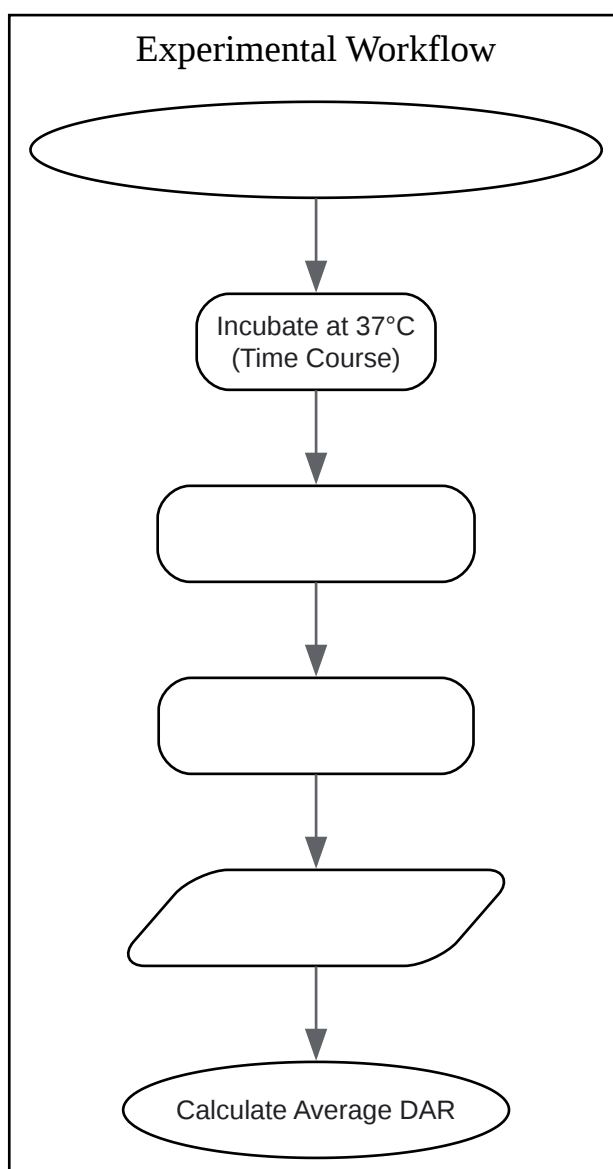 Experimental Workflow
Incubate at 37°C
(Time Course)
Calculate Average DAR